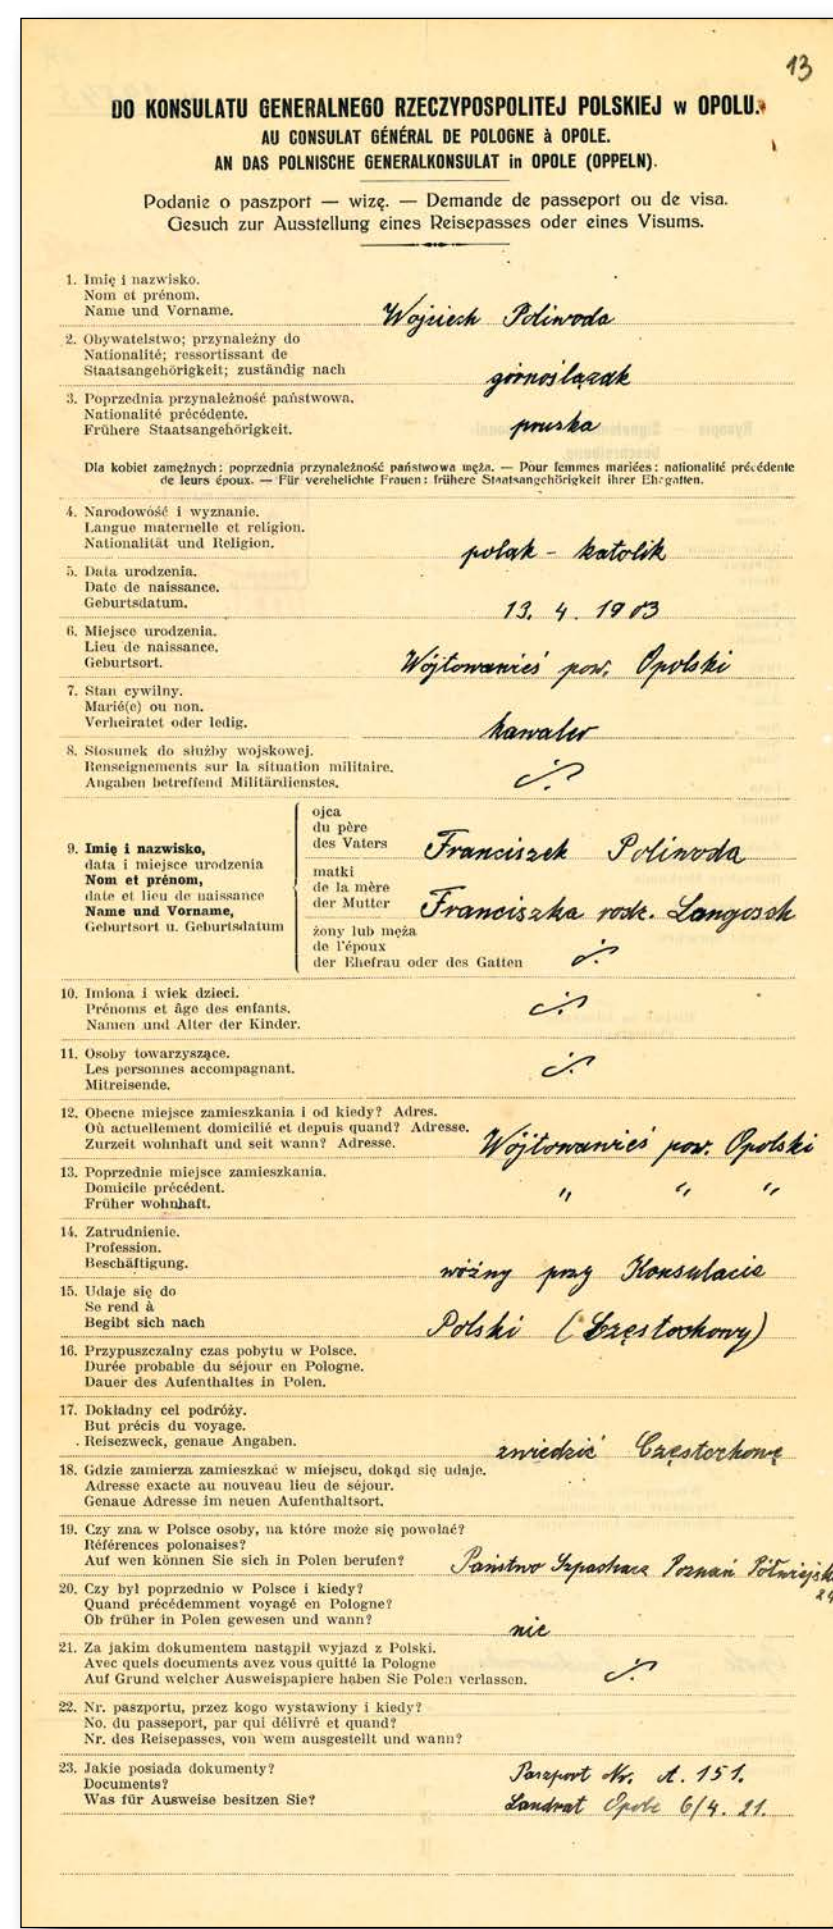 13
DO KONSULATU GENERALNEGO RZECZYPOSPOLITEJ POLSKIEJ w OPOLU.
AU CONSULAT GÉNÉRAL DE POLOGNE à OPOLE.
AN DAS POLNISCHE GENERALKONSULAT in OPOLE (OPPELN).
Podanie o paszport — wizę. — Demande de passeport ou de visa.
Gesuch zur Ausstellung eines Reisepasses oder eines Visums.
1. Imię i nazwisko.
Nom et prénom.
Name und Vorname. Wojciech Poliwoda
2. Obywatelstwo; przynależny do
Nationalité; ressortissant de
Staatsangehörigkeit; zuständig nach górnoślązak
3. Poprzednia przynależność państwowa.
Nationalité précédente.
Frühere Staatsangehörigkeit. pruska
Dla kobiet zamężnych: poprzednia przynależność państwowa męża. — Pour femmes mariées: nationalité précédente
de leurs époux. — Für verehelichte Frauen: frühere Staatsangehörigkeit ihrer Ehegatten.
4. Narodowość i wyznanie.
Langue maternelle et religion.
Nationalität und Religion. polak - katolik
5. Data urodzenia.
Date de naissance.
Geburtsdatum. 13. 4. 1903
6. Miejsce urodzenia.
Lieu de naissance.
Geburtsort. Wójtowawieś pow. Opolski
7. Stan cywilny.
Marié(e) ou non.
Verheiratet oder ledig. kawaler
8. Stosunek do służby wojskowej.
Renseignements sur la situation militaire.
Angaben betreffend Militärdienstes.
ojca
du père
des Vaters Franciszek Poliwoda
9. Imię i nazwisko,
data i miejsce urodzenia
Nom et prénom,
date et lieu de naissance
Name und Vorname,
Geburtsort u. Geburtsdatum
matki
de la mère
der Mutter Franciszka rodz. Langosch
żony lub męża
de l'époux
der Ehefrau oder des Gatten
10. Imiona i wiek dzieci.
Prénoms et âge des enfants.
Namen und Alter der Kinder.
11. Osoby towarzyszące.
Les personnes accompagnant.
Mitreisende.
12. Obecne miejsce zamieszkania i od kiedy? Adres.
Où actuellement domicilié et depuis quand? Adresse.
Zurzeit wohnhaft und seit wann? Adresse. Wójtowawieś pow. Opolski
13. Poprzednie miejsce zamieszkania.
Domicile précédent.
Früher wohnhaft. " " "
14. Zatrudnienie.
Profession.
Beschäftigung. woźny przy Konsulacie
15. Udaje się do
Se rend à
Begibt sich nach Polski (Częstochowy)
16. Przypuszczalny czas pobytu w Polsce.
Durée probable du séjour en Pologne.
Dauer des Aufenthaltes in Polen.
17. Dokładny cel podróży.
But précis du voyage.
Reisezweck, genaue Angaben. zwiedzić Częstochowę
18. Gdzie zamierza zamieszkać w miejscu, dokąd się udaje.
Adresse exacte au nouveau lieu de séjour.
Genaue Adresse im neuen Aufenthaltsort.
19. Czy zna w Polsce osoby, na które może się powołać?
Références polonaises?
Auf wen können Sie sich in Polen berufen? Państwo Poznań Półwiejska
20. Czy był poprzednio w Polsce i kiedy?
Quand précédemment voyagé en Pologne?
Ob früher in Polen gewesen und wann? nie
21. Za jakim dokumentem nastąpił wyjazd z Polski.
Avec quels documents avez vous quitté la Pologne
Auf Grund welcher Ausweispapiere haben Sie Polen verlassen.
22. Nr. paszportu, przez kogo wystawiony i kiedy?
No. du passeport, par qui délivré et quand?
Nr. des Reisepasses, von wem ausgestellt und wann?
23. Jakie posiada dokumenty?
Documents? Paszport Nr. A. 151.
Was für Ausweise besitzen Sie? Landrat Opole 6/4. 21.